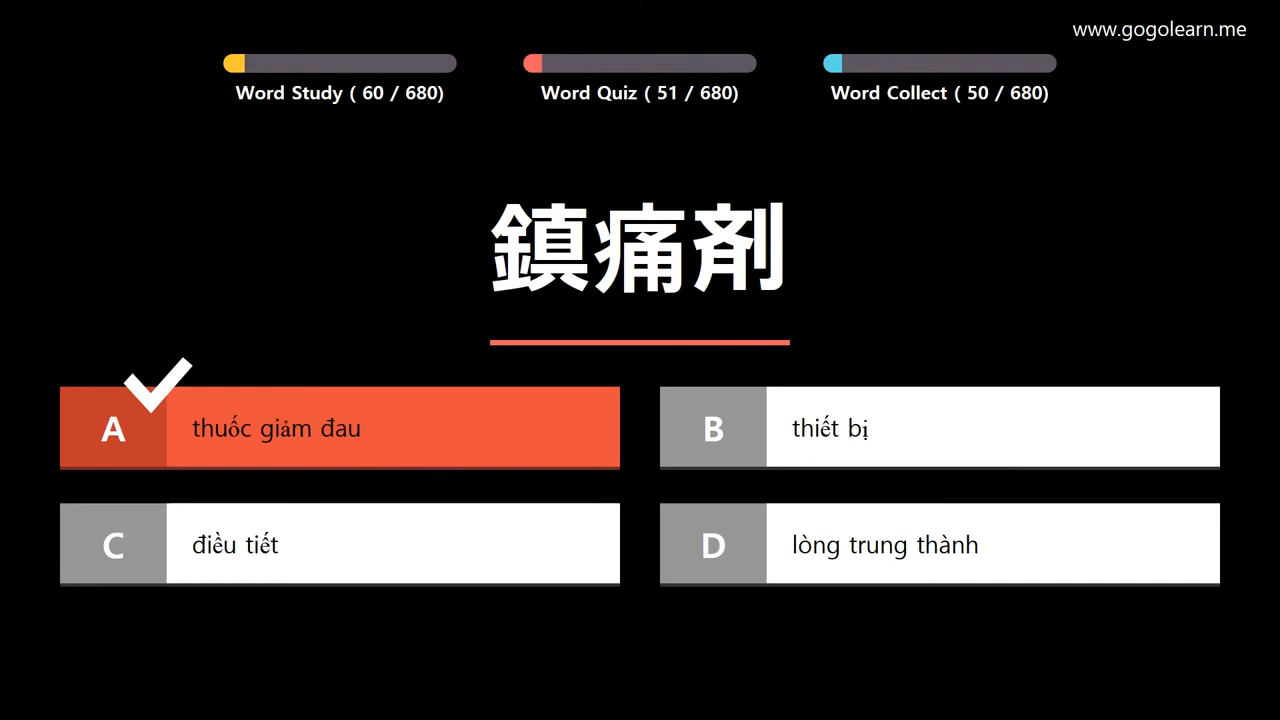 www.gogolearn.me
Word Study ( 60 / 680)
Word Quiz ( 51 / 680)
Word Collect ( 50 / 680)
鎮痛剤
A
thuốc giảm đau
B
thiết bị
C
điều tiết
D
lòng trung thành